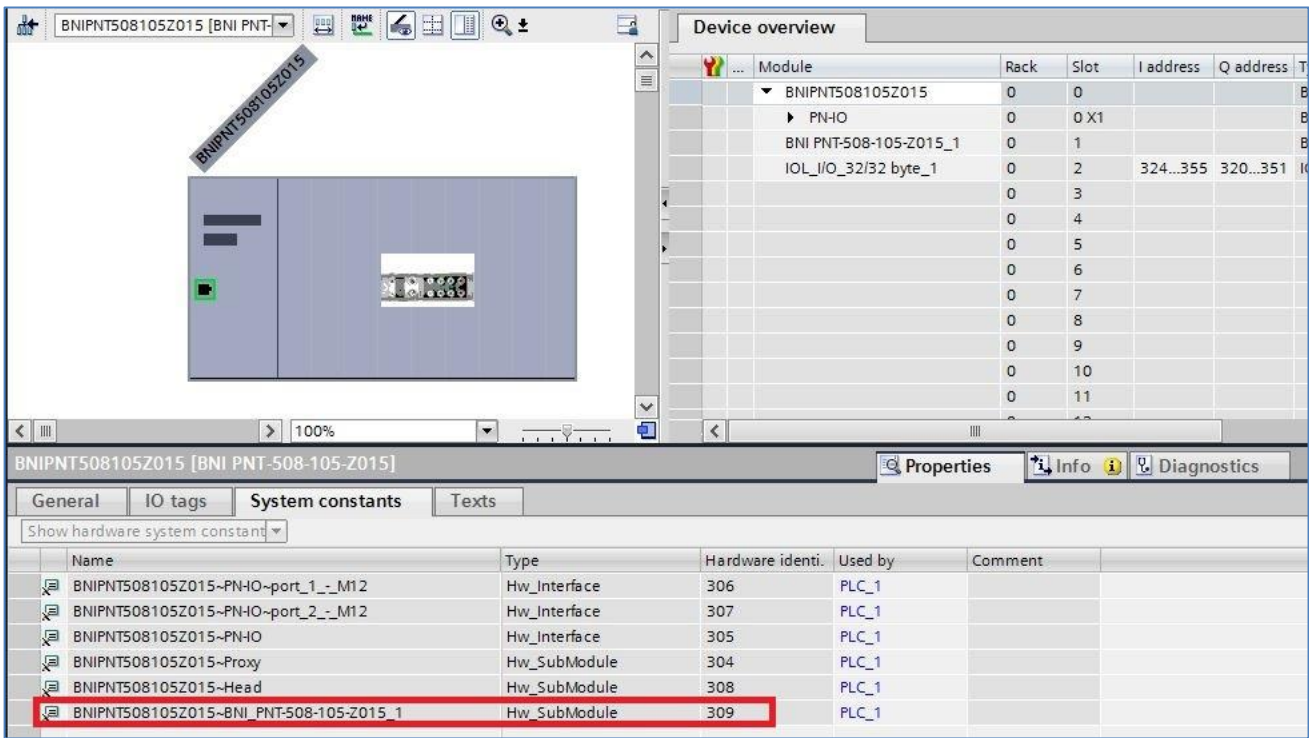 BNIPNT508105Z015 [BNI PNT-
NAME
BNIPNT508105Z015
100%
Device overview
... Module Rack Slot I address Q address T
BNIPNT508105Z015 0 0 B
PN-IO 0 0 X1 B
BNI PNT-508-105-Z015_1 0 1 B
IOL_I/O_32/32 byte_1 0 2 324...355 320...351
0 3
0 4
0 5
0 6
0 7
0 8
0 9
0 10
0 11
BNIPNT508105Z015 [BNI PNT-508-105-Z015]
Properties Info Diagnostics
General IO tags System constants Texts
Show hardware system constant
Name Type Hardware identi. Used by Comment
BNIPNT508105Z015~PN-IO~port_1_-_M12 Hw_Interface 306 PLC_1
BNIPNT508105Z015~PN-IO~port_2_-_M12 Hw_Interface 307 PLC_1
BNIPNT508105Z015~PN-IO Hw_Interface 305 PLC_1
BNIPNT508105Z015~Proxy Hw_SubModule 304 PLC_1
BNIPNT508105Z015~Head Hw_SubModule 308 PLC_1
BNIPNT508105Z015~BNI_PNT-508-105-Z015_1 Hw_SubModule 309 PLC_1